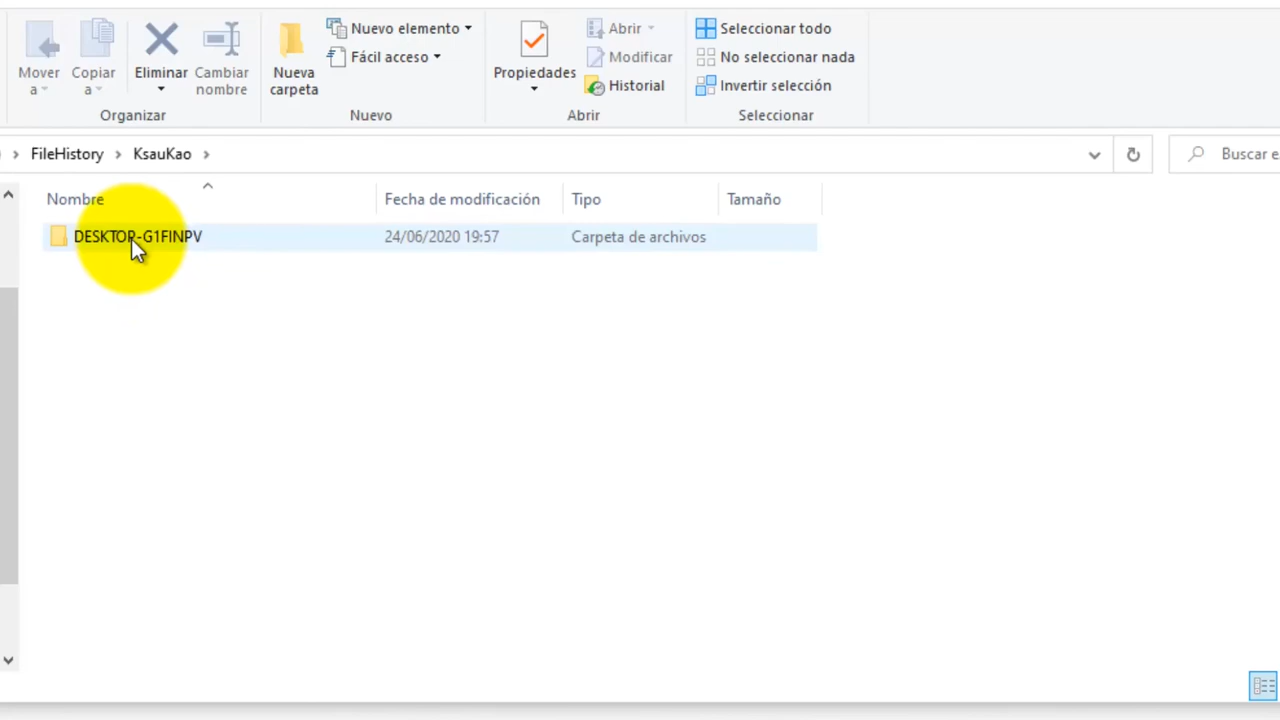 Mover a
Copiar a
Eliminar
Cambiar nombre
Organizar
Nueva carpeta
Nuevo elemento
Fácil acceso
Nuevo
Propiedades
Abrir
Modificar
Historial
Abrir
Seleccionar todo
No seleccionar nada
Invertir selección
Seleccionar
FileHistory > KsauKao >
Buscar e
Nombre Fecha de modificación Tipo Tamaño
DESKTOP-G1FINPV 24/06/2020 19:57 Carpeta de archivos